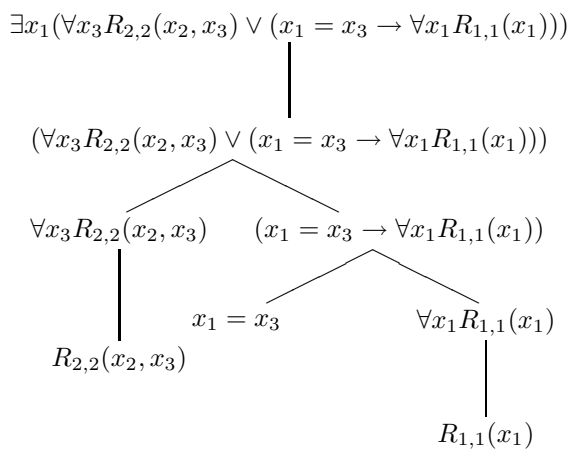 ∃x₁(∀x₃R₂,₂(x₂, x₃) ∨ (x₁ = x₃ → ∀x₁R₁,₁(x₁)))
(∀x₃R₂,₂(x₂, x₃) ∨ (x₁ = x₃ → ∀x₁R₁,₁(x₁)))
∀x₃R₂,₂(x₂, x₃) (x₁ = x₃ → ∀x₁R₁,₁(x₁))
x₁ = x₃ ∀x₁R₁,₁(x₁)
R₂,₂(x₂, x₃)
R₁,₁(x₁)